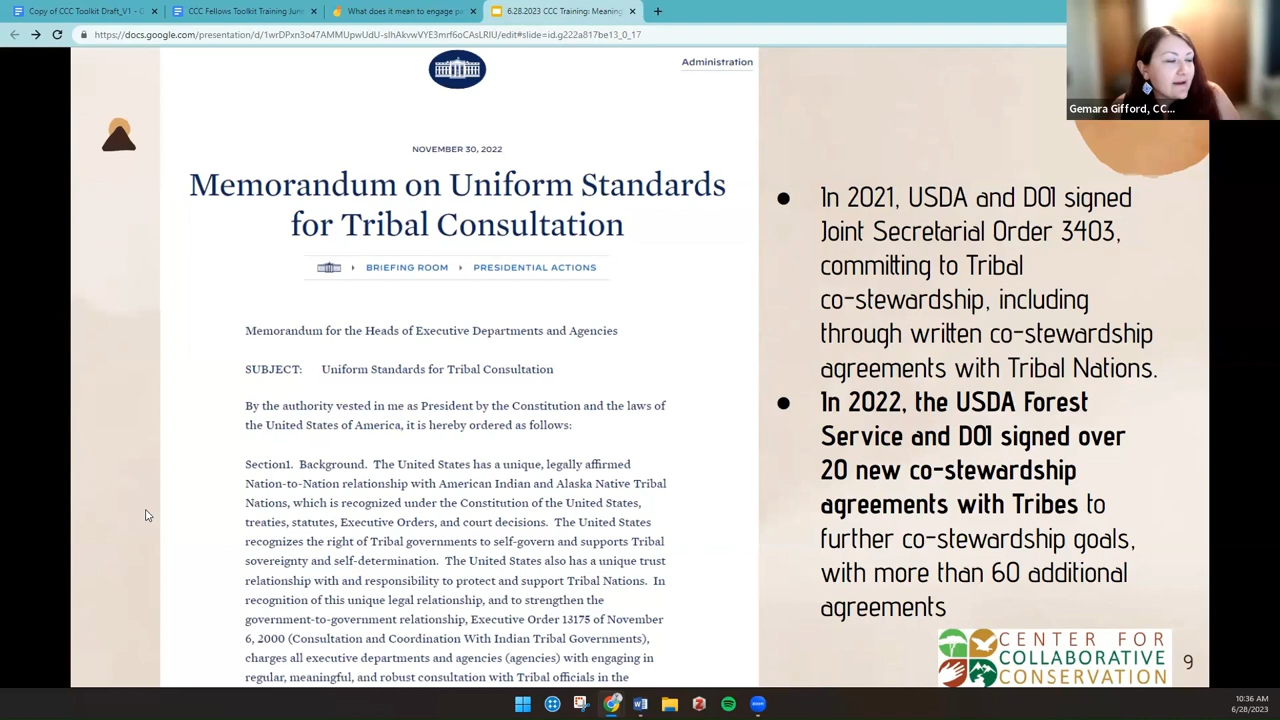 Copy of CCC Toolkit Draft_V1 - G
CCC Fellows Toolkit Training Jun
What does it mean to engage pe
6.28.2023 CCC Training: Meaning
https://docs.google.com/presentation/d/1wrDPxn3o47AMMUpwUdU-slhAkvwVYE3mrf6oCAsLRIU/edit#slide=id.g222a817be13_0_17
Gemara Gifford, CC...
Administration
NOVEMBER 30, 2022
Memorandum on Uniform Standards
for Tribal Consultation
BRIEFING ROOM
PRESIDENTIAL ACTIONS
Memorandum for the Heads of Executive Departments and Agencies
SUBJECT: Uniform Standards for Tribal Consultation
By the authority vested in me as President by the Constitution and the laws of
the United States of America, it is hereby ordered as follows:
Section1. Background. The United States has a unique, legally affirmed
Nation-to-Nation relationship with American Indian and Alaska Native Tribal
Nations, which is recognized under the Constitution of the United States,
treaties, statutes, Executive Orders, and court decisions. The United States
recognizes the right of Tribal governments to self-govern and supports Tribal
sovereignty and self-determination. The United States also has a unique trust
relationship with and responsibility to protect and support Tribal Nations. In
recognition of this unique legal relationship, and to strengthen the
government-to-government relationship, Executive Order 13175 of November
6, 2000 (Consultation and Coordination With Indian Tribal Governments),
charges all executive departments and agencies (agencies) with engaging in
regular, meaningful, and robust consultation with Tribal officials in the
● In 2021, USDA and DOI signed
Joint Secretarial Order 3403,
committing to Tribal
co-stewardship, including
through written co-stewardship
agreements with Tribal Nations.
● In 2022, the USDA Forest
Service and DOI signed over
20 new co-stewardship
agreements with Tribes to
further co-stewardship goals,
with more than 60 additional
agreements
CENTER FOR
COLLABORATIVE
CONSERVATION
9
zoom
10:36 AM
6/28/2023